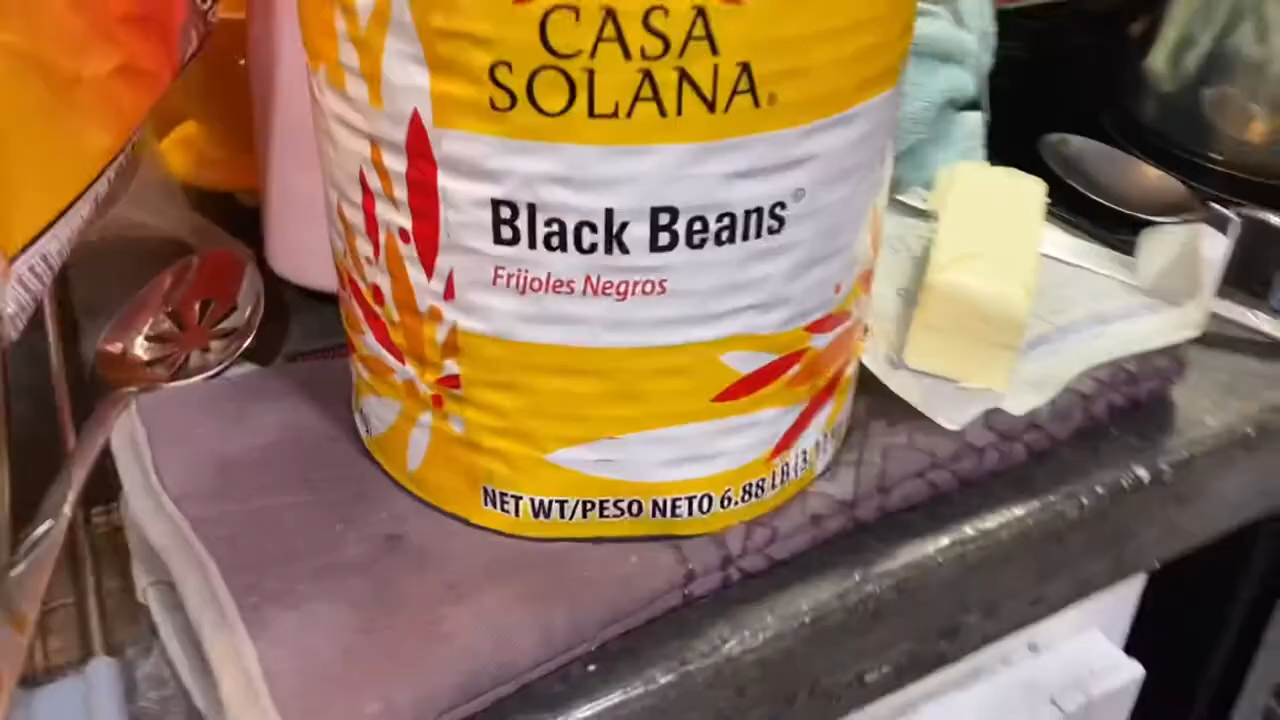 CASA
SOLANA®
Black Beans®
Frijoles Negros
NET WT/PESO NETO 6.88 LB